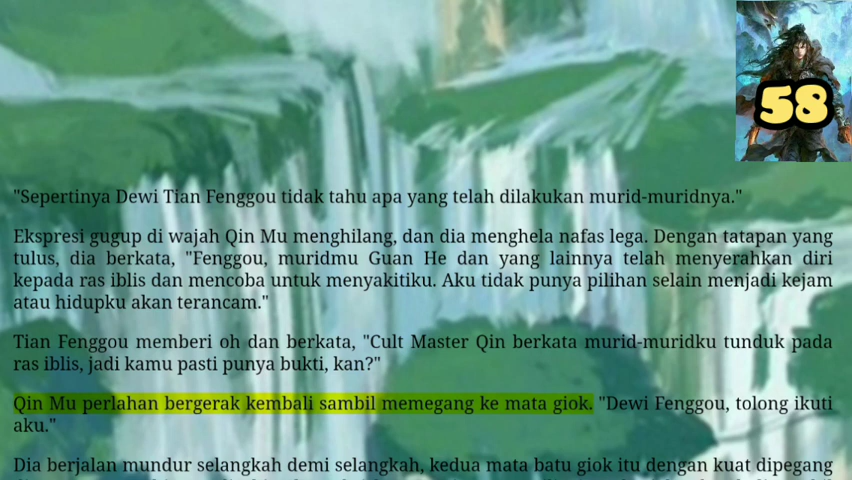 58
"Sepertinya Dewi Tian Fenggou tidak tahu apa yang telah dilakukan murid-muridnya."
Ekspresi gugup di wajah Qin Mu menghilang, dan dia menghela nafas lega. Dengan tatapan yang
tulus, dia berkata, "Fenggou, muridmu Guan He dan yang lainnya telah menyerahkan diri
kepada ras iblis dan mencoba untuk menyakitiku. Aku tidak punya pilihan selain menjadi kejam
atau hidupku akan terancam."
Tian Fenggou memberi oh dan berkata, "Cult Master Qin berkata murid-muridku tunduk pada
ras iblis, jadi kamu pasti punya bukti, kan?"
Qin Mu perlahan bergerak kembali sambil memegang ke mata giok. "Dewi Fenggou, tolong ikuti
aku."
Dia berjalan mundur selangkah demi selangkah, kedua mata batu giok itu dengan kuat dipegang